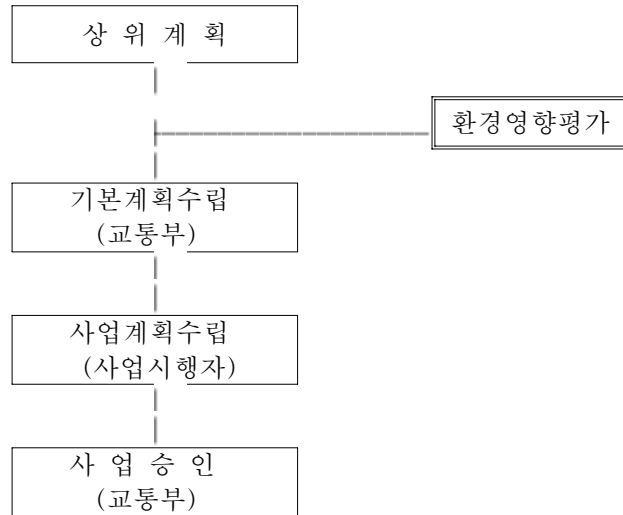 상 위 계 획
환경영향평가
기본계획수립
(교통부)
사업계획수립
(사업시행자)
사 업 승 인
(교통부)